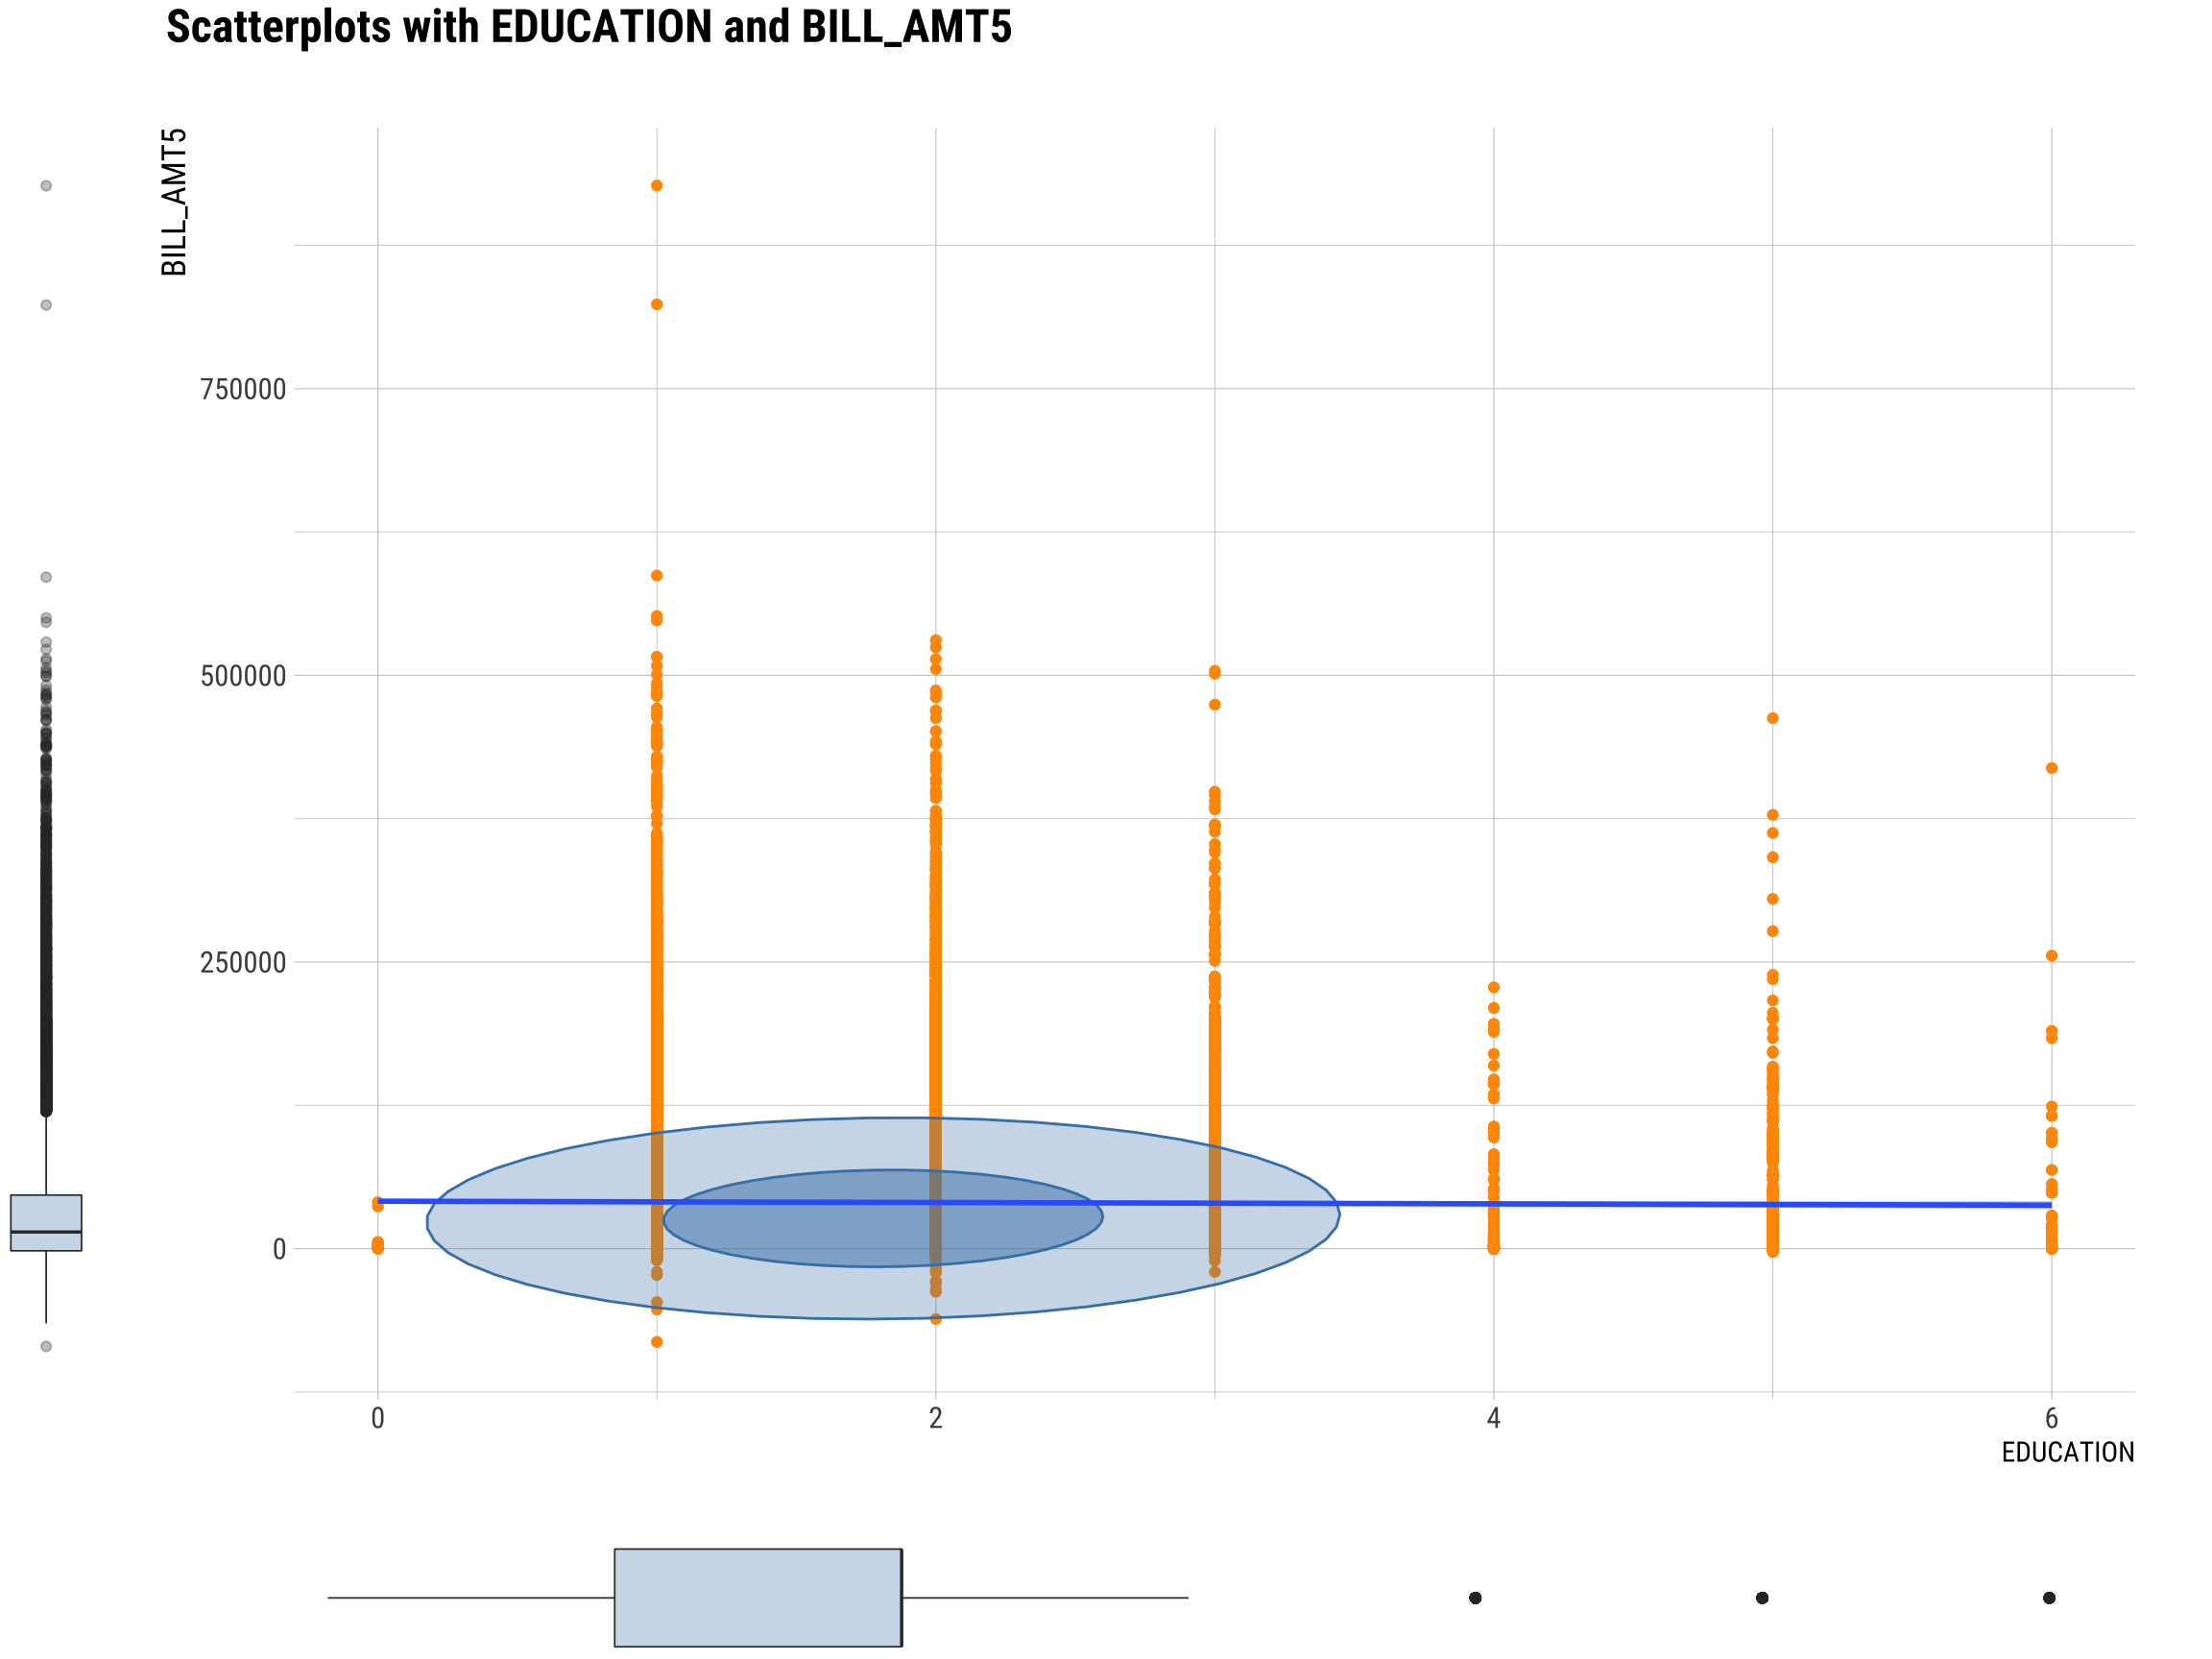 Scatterplots with EDUCATION and BILL_AMT5
BILL_AMT5
750000
500000
250000
0
0 2 4 6
EDUCATION